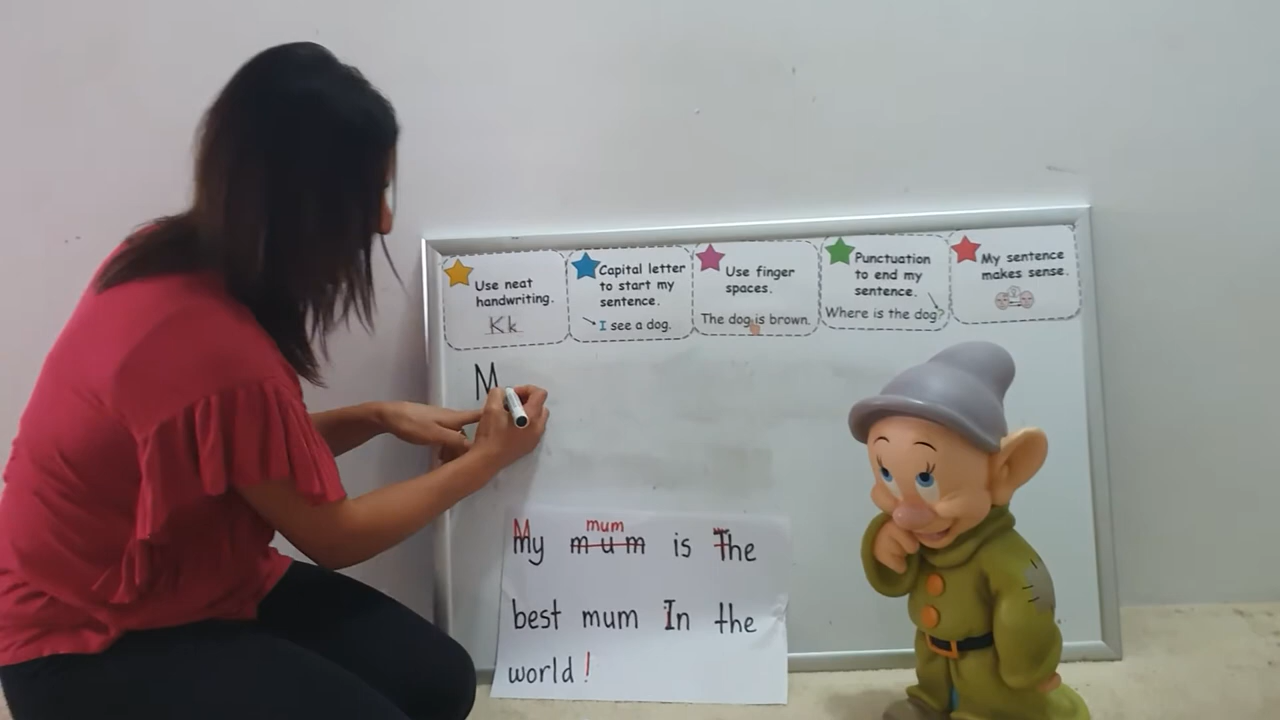 Use neat
handwriting.
Kk
Capital letter
to start my
sentence.
I see a dog.
Use finger
spaces.
The dog is brown.
Punctuation
to end my
sentence.
Where is the dog?
My sentence
makes sense.
M
mum
My mum is The
best mum In the
world!